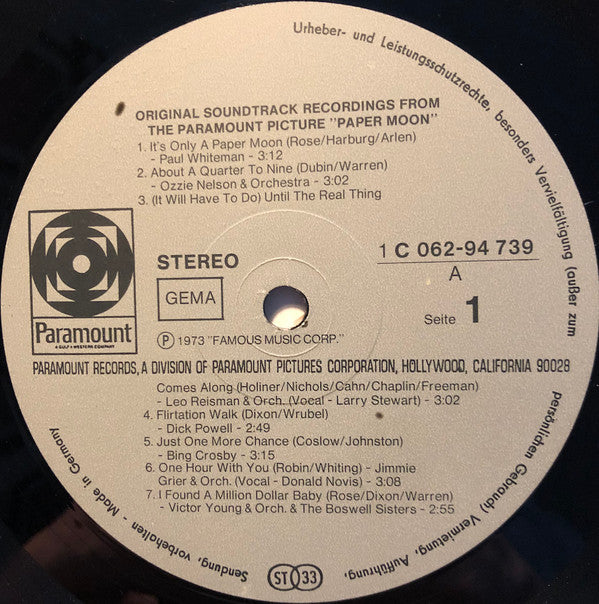 Urheber- und Leistungsschutzrechte, besonders Vervielfältigung (außer zum
persönlichen Gebrauch) Vermietung, Aufführung,
Sendung, vorbehalten - Made in Germany
ORIGINAL SOUNDTRACK RECORDINGS FROM
THE PARAMOUNT PICTURE "PAPER MOON"
1. It's Only A Paper Moon (Rose/Harburg/Arlen)
- Paul Whiteman - 3:12
2. About A Quarter To Nine (Dubin/Warren)
- Ozzie Nelson & Orchestra - 3:02
3. (It Will Have To Do) Until The Real Thing
Paramount
A GULF+WESTERN COMPANY
STEREO
GEMA
Ⓟ 1973 "FAMOUS MUSIC CORP."
1 C 062-94 739
A
Seite 1
PARAMOUNT RECORDS, A DIVISION OF PARAMOUNT PICTURES CORPORATION, HOLLYWOOD, CALIFORNIA 90028
Comes Along (Holiner/Nichols/Cahn/Chaplin/Freeman)
- Leo Reisman & Orch. (Vocal - Larry Stewart) - 3:02
4. Flirtation Walk (Dixon/Wrubel)
- Dick Powell - 2:49
5. Just One More Chance (Coslow/Johnston)
- Bing Crosby - 3:15
6. One Hour With You (Robin/Whiting) - Jimmie
Grier & Orch. (Vocal - Donald Novis) - 3:08
7. I Found A Million Dollar Baby (Rose/Dixon/Warren)
- Victor Young & Orch. & The Boswell Sisters - 2:55
ST 33